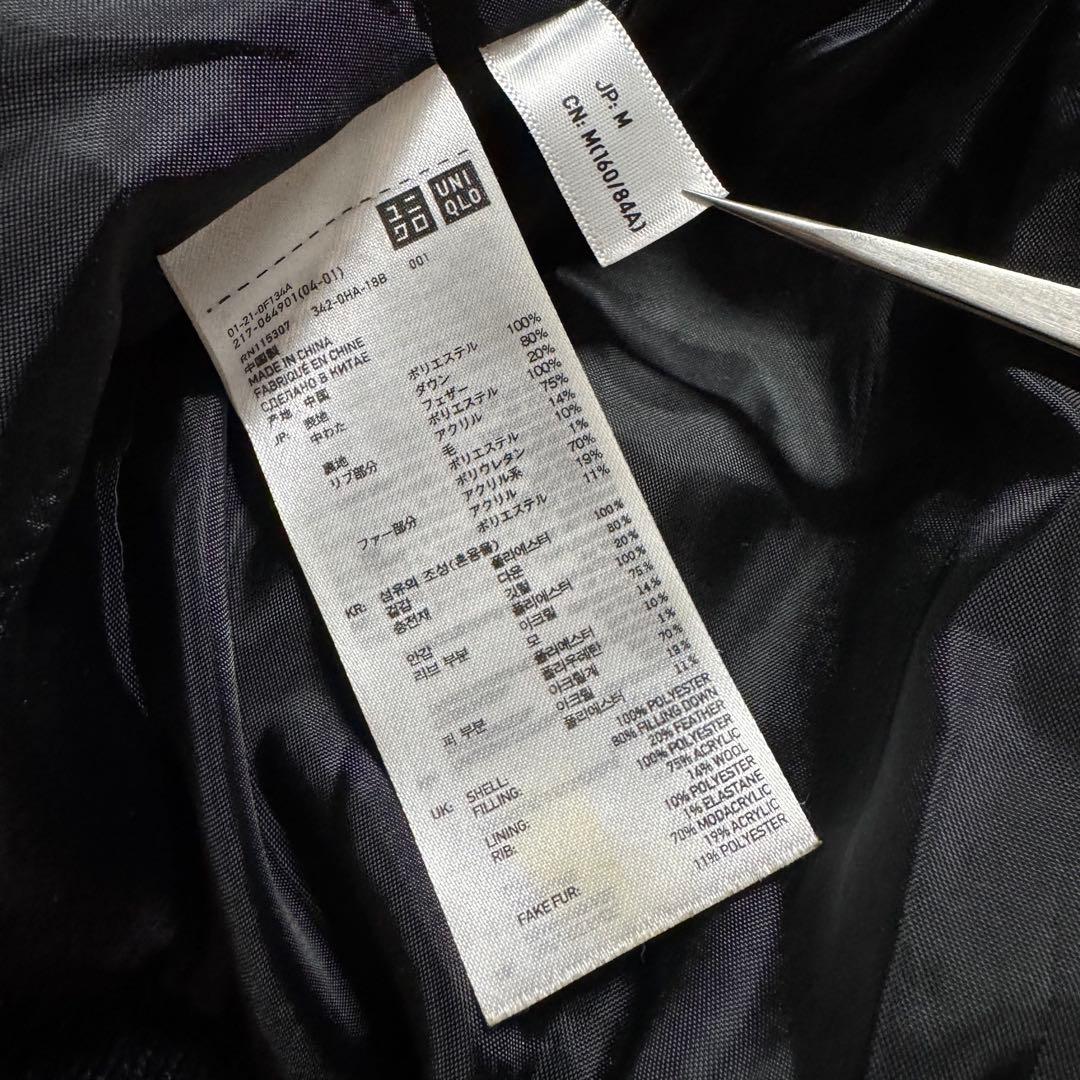 JP: M
CN: M(160/84A)
UNI
QLO
01-21-0F134A
217-064901(04-01)
RN115307 342-0HA-18B 001
中国製
MADE IN CHINA
FABRIQUÉ EN CHINE
СДЕЛАНО В КИТАЕ
产地: 中国
JP: 表地 ポリエステル 100%
中わた ダウン 80%
フェザー 20%
裏地 ポリエステル 100%
リブ部分 アクリル 75%
毛 14%
ポリエステル 10%
ポリウレタン 1%
ファー部分 アクリル系 70%
アクリル 19%
ポリエステル 11%
KR: 섬유의 조성(혼용율)
겉감 폴리에스터 100%
충전재 다운 80%
깃털 20%
안감 폴리에스터 100%
리브 부분 아크릴 75%
모 14%
폴리에스터 10%
폴리우레탄 1%
퍼 부분 아크릴계 70%
아크릴 19%
폴리에스터 11%
UK: SHELL: 100% POLYESTER
FILLING: 80% FILLING DOWN
20% FEATHER
LINING: 100% POLYESTER
RIB: 75% ACRYLIC
14% WOOL
10% POLYESTER
1% ELASTANE
FAKE FUR: 70% MODACRYLIC
19% ACRYLIC
11% POLYESTER